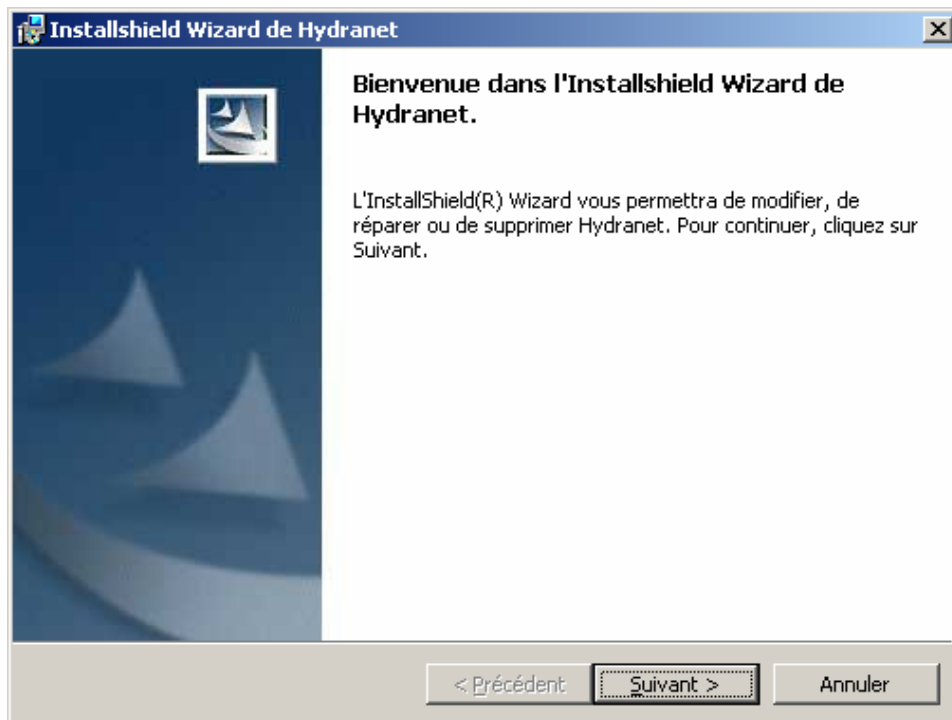 Installshield Wizard de Hydranet
Bienvenue dans l'Installshield Wizard de
Hydranet.
L'InstallShield(R) Wizard vous permettra de modifier, de
réparer ou de supprimer Hydranet. Pour continuer, cliquez sur
Suivant.
< Précédent
Suivant >
Annuler